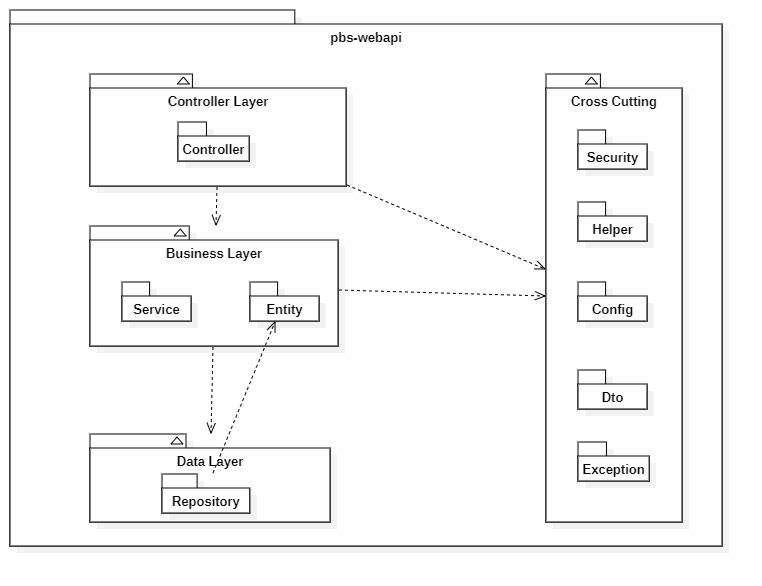 pbs-webapi
Controller Layer
Controller
Business Layer
Service
Entity
Data Layer
Repository
Cross Cutting
Security
Helper
Config
Dto
Exception